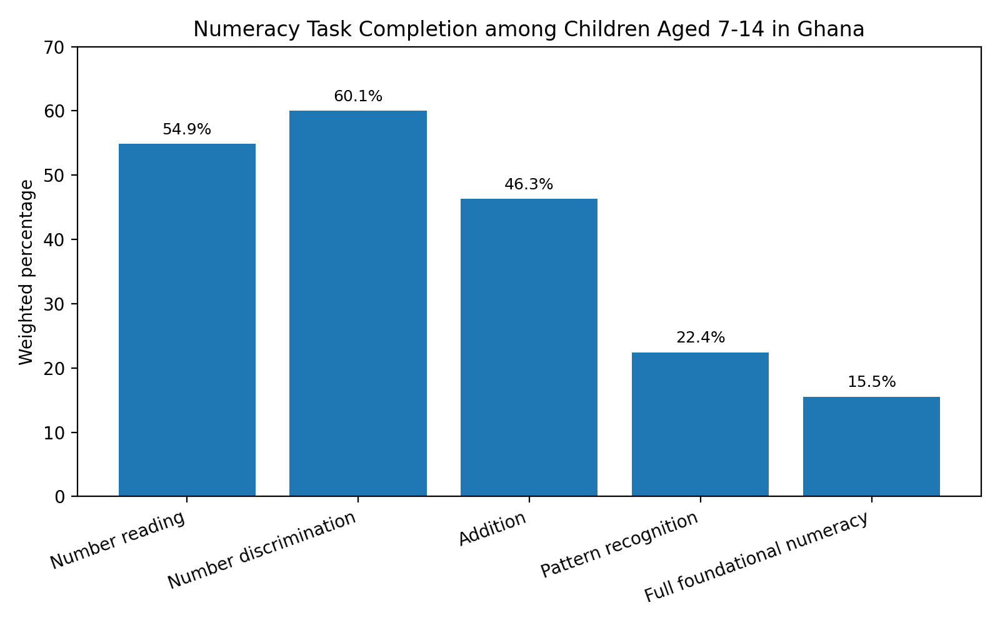 Numeracy Task Completion among Children Aged 7-14 in Ghana
Weighted percentage
70
60
50
40
30
20
10
0
54.9%
60.1%
46.3%
22.4%
15.5%
Number reading
Number discrimination
Addition
Pattern recognition
Full foundational numeracy